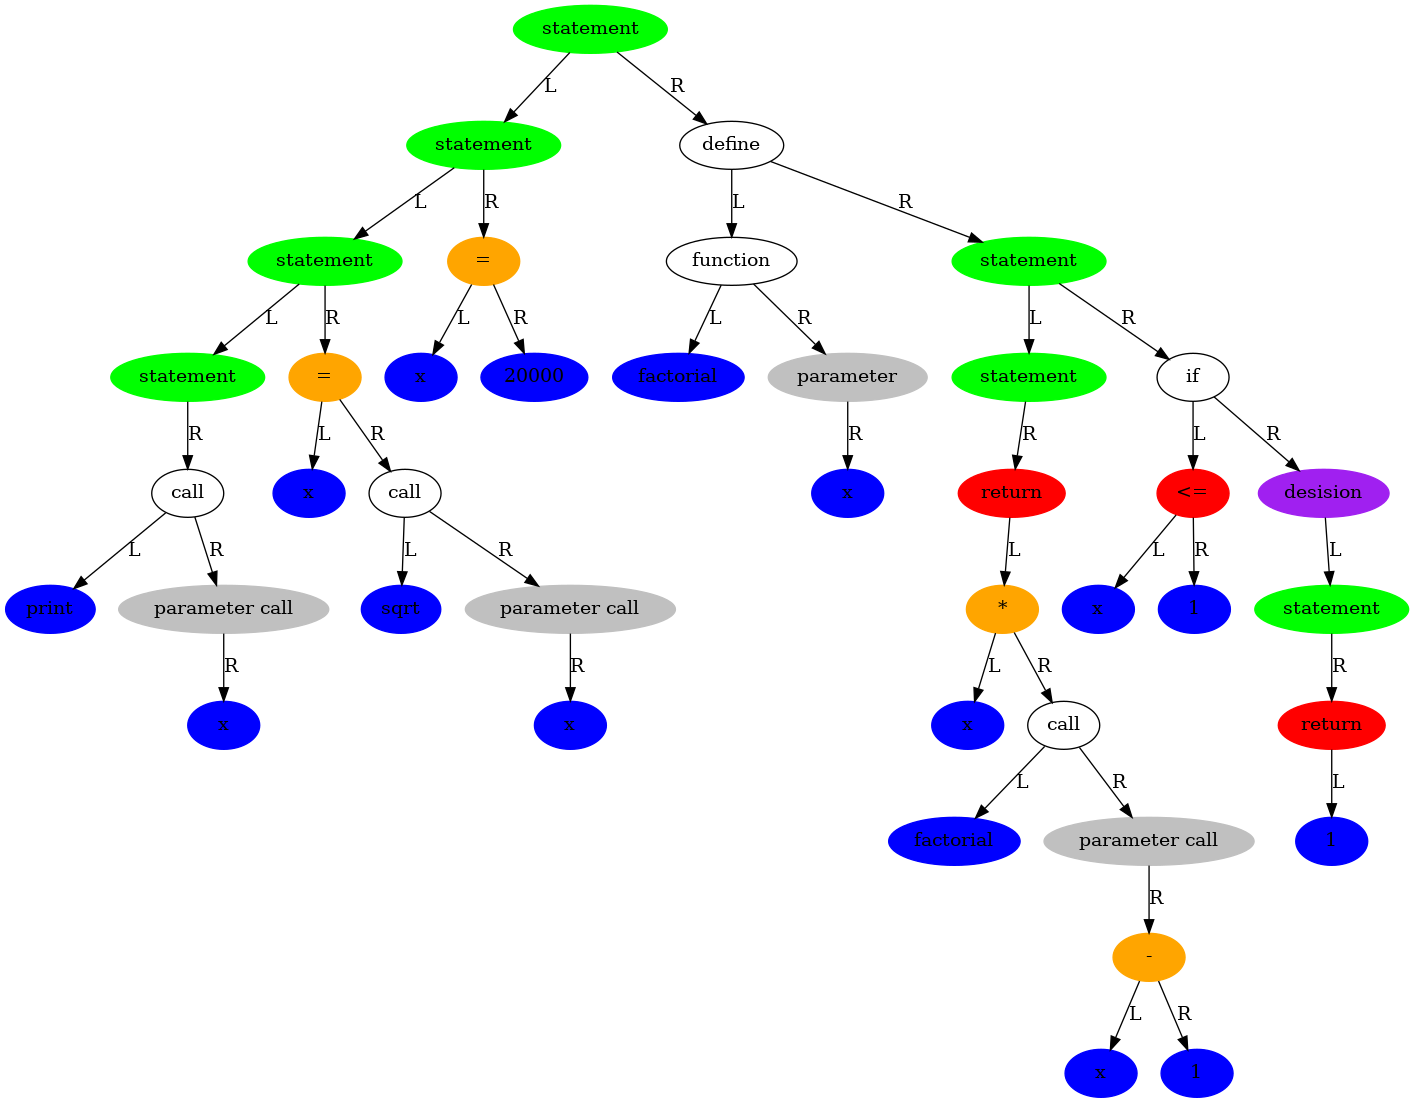 statement
L
R
statement
define
L
R
L
R
statement
=
function
statement
L
R
L
R
L
R
L
R
statement
=
x
20000
factorial
parameter
statement
if
R
L
R
R
R
L
R
call
x
call
x
return
<=
desision
L
R
L
R
L
L
R
L
print
parameter call
sqrt
parameter call
*
x
1
statement
R
R
L
R
R
x
x
x
call
return
L
R
L
factorial
parameter call
1
R
-
L
R
x
1